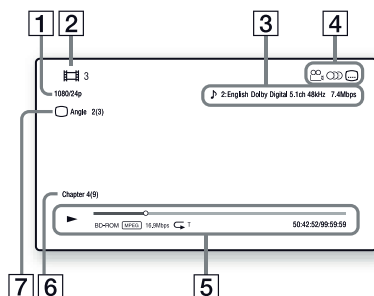 1 2 3 4
3
1080/24p
2:English Dolby Digital 5.1ch 48kHz 7.4Mbps
Angle 2(3)
Chapter 4(9)
BD-ROM MPEG 16,9Mbps T 50:42:52/99:59:59
7 6 5